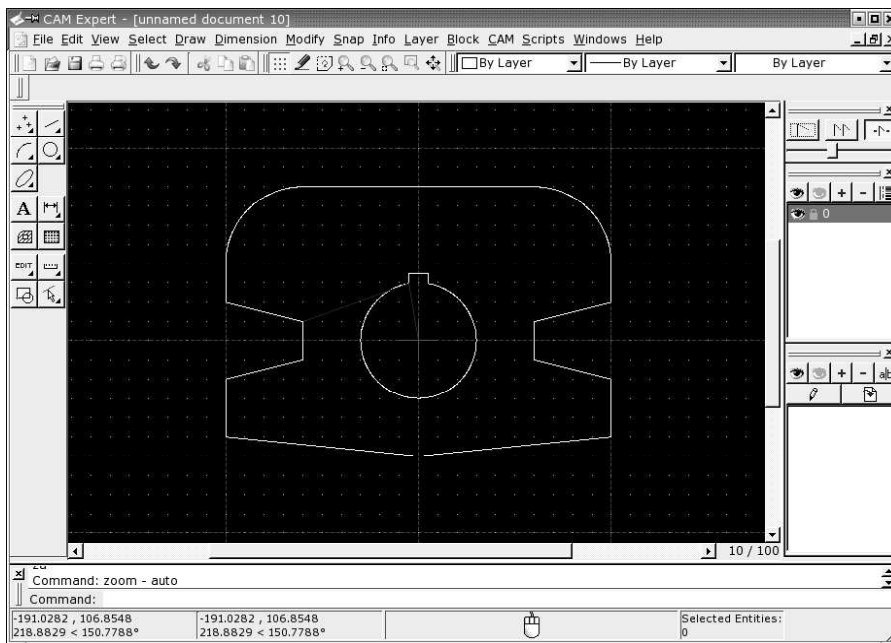 CAM Expert - [unnamed document 10]
File Edit View Select Draw Dimension Modify Snap Info Layer Block CAM Scripts Windows Help
By Layer By Layer By Layer
A
EDIT
0
10 / 100
Command: zoom - auto
Command:
-191.0282 , 106.8548 -191.0282 , 106.8548 Selected Entities:
218.8829 < 150.7788° 218.8829 < 150.7788° 0